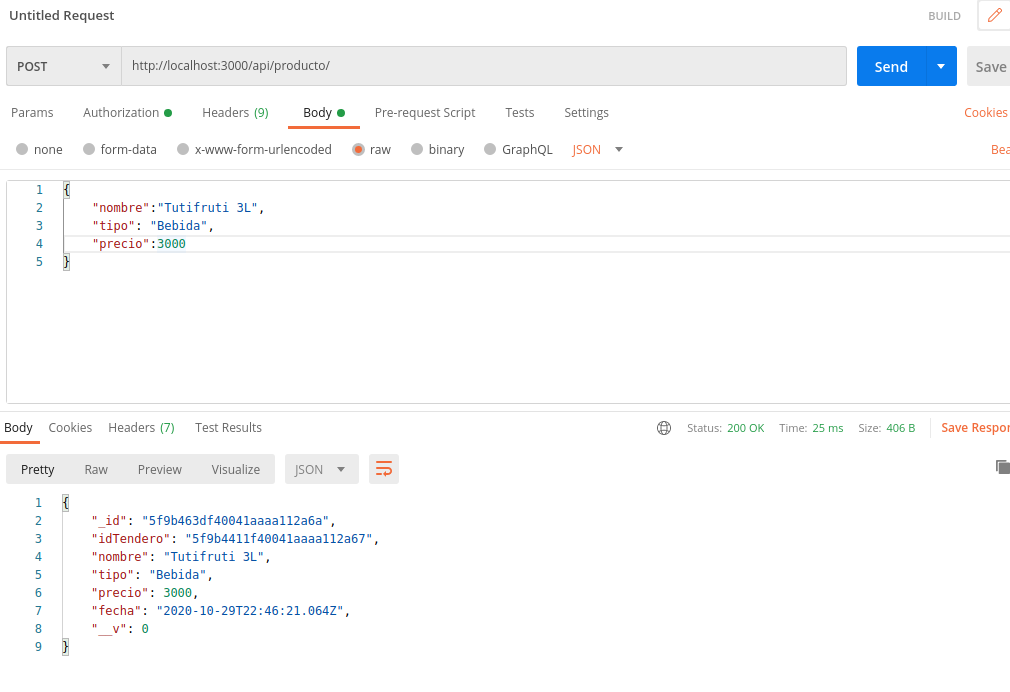 Untitled Request BUILD
POST http://localhost:3000/api/producto/ Send Save
Params Authorization Headers (9) Body Pre-request Script Tests Settings Cookies
none form-data x-www-form-urlencoded raw binary GraphQL JSON Bea
1 {
2 "nombre":"Tutifruti 3L",
3 "tipo": "Bebida",
4 "precio":3000
5 }
Body Cookies Headers (7) Test Results Status: 200 OK Time: 25 ms Size: 406 B Save Respor
Pretty Raw Preview Visualize JSON
1 {
2 "_id": "5f9b463df40041aaaa112a6a",
3 "idTendero": "5f9b4411f40041aaaa112a67",
4 "nombre": "Tutifruti 3L",
5 "tipo": "Bebida",
6 "precio": 3000,
7 "fecha": "2020-10-29T22:46:21.064Z",
8 "__v": 0
9 }